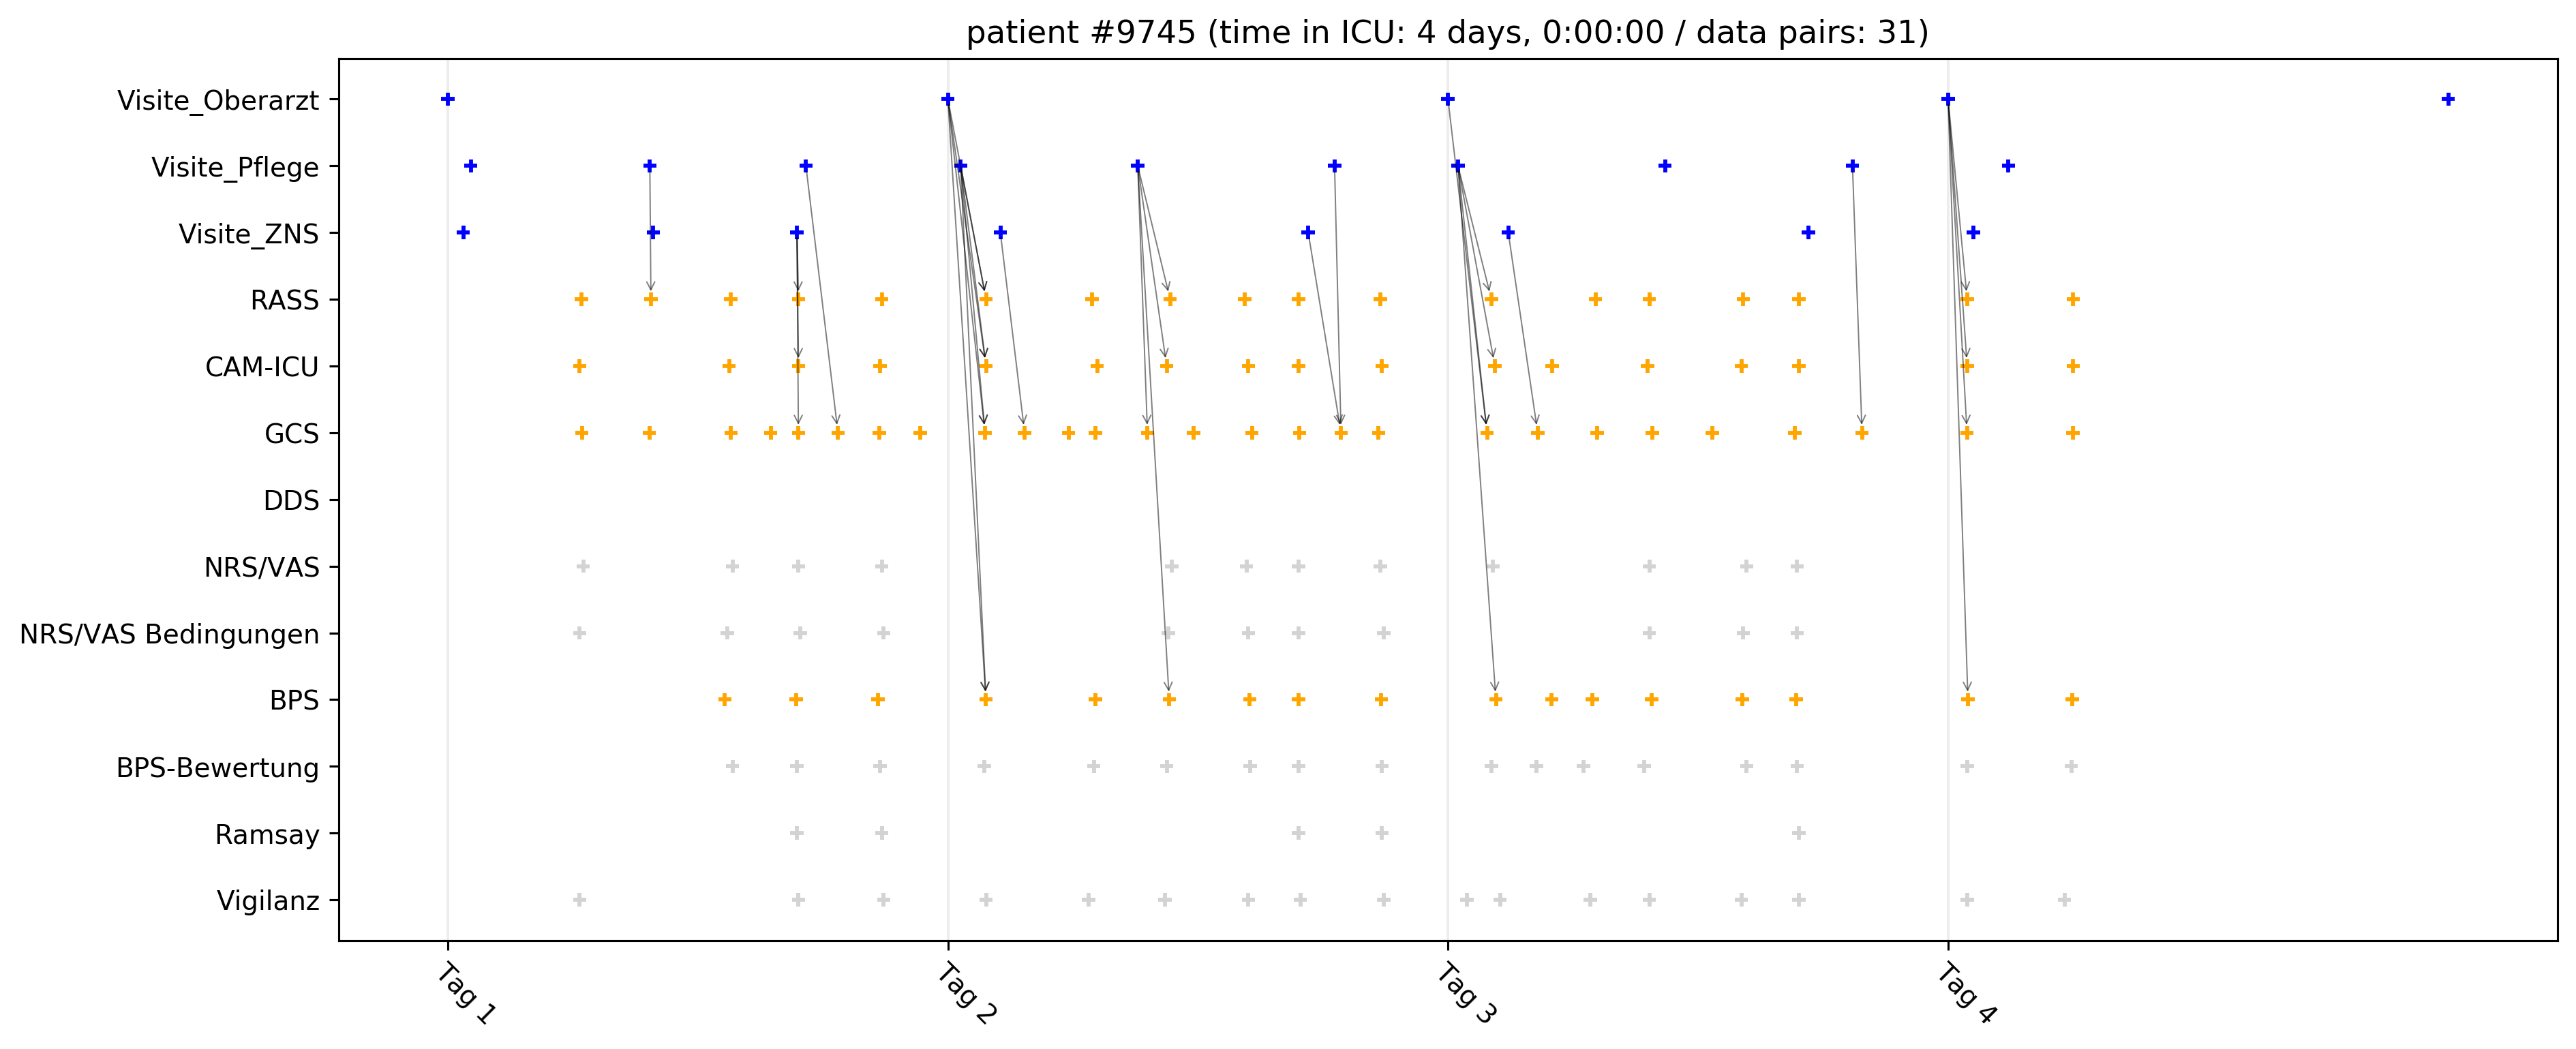 patient #9745 (time in ICU: 4 days, 0:00:00 / data pairs: 31)
Visite_Oberarzt
Visite_Pflege
Visite_ZNS
RASS
CAM-ICU
GCS
DDS
NRS/VAS
NRS/VAS Bedingungen
BPS
BPS-Bewertung
Ramsay
Vigilanz
Tag 1
Tag 2
Tag 3
Tag 4